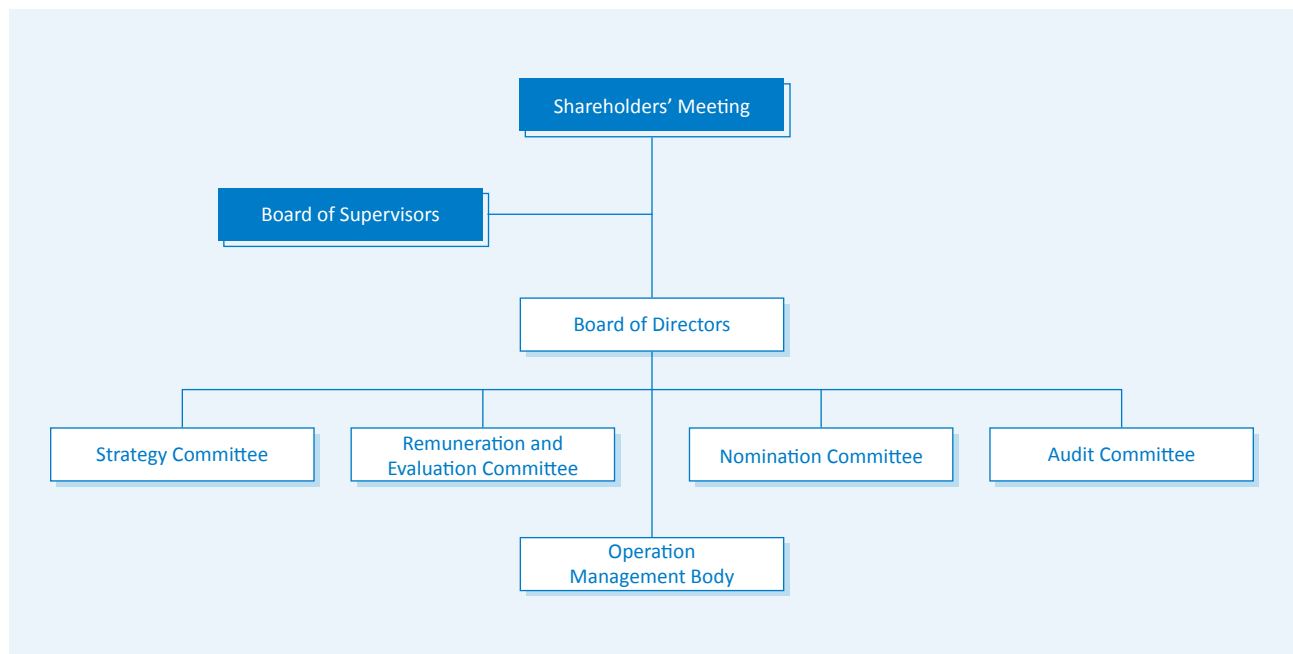 Shareholders’ Meeting
Board of Supervisors
Board of Directors
Strategy Committee
Remuneration and
Evaluation Committee
Nomination Committee
Audit Committee
Operation
Management Body